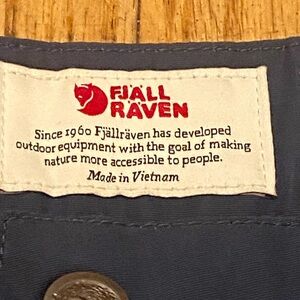 FJÄLL
RÄVEN
Since 1960 Fjällräven has developed
outdoor equipment with the goal of making
nature more accessible to people.
Made in Vietnam